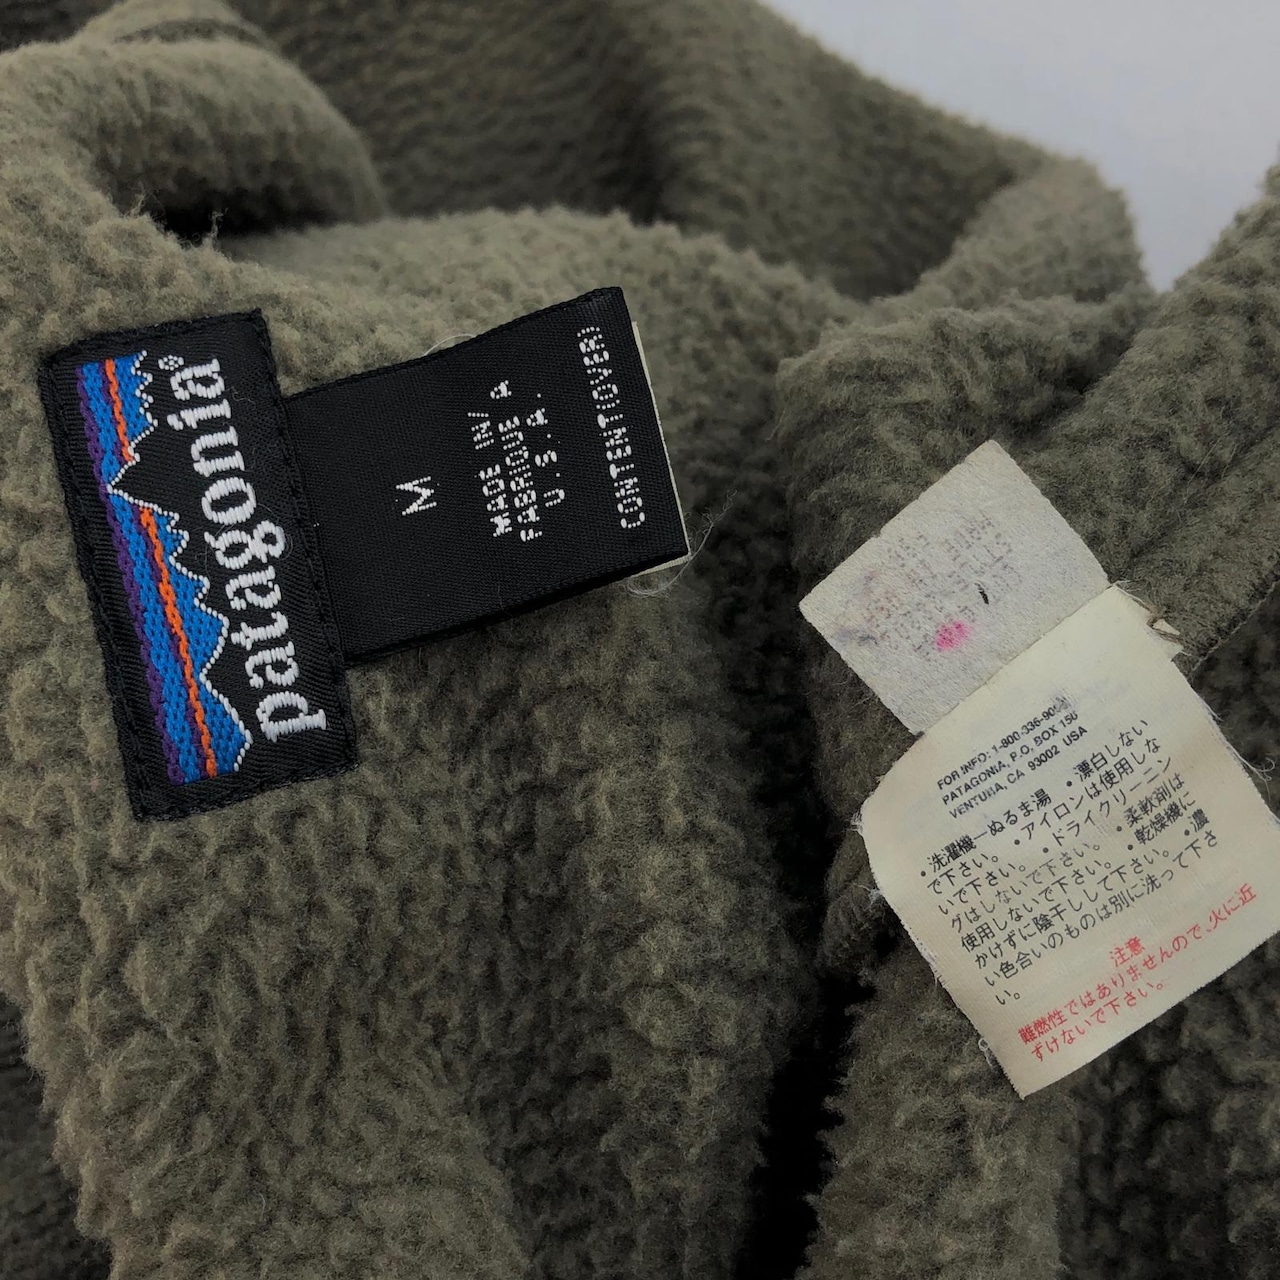 patagonia®
M
MADE IN/
FABRIQUE A
U.S.A.
CONTENT(OVER)
FOR INFO: 1-800-336-90
PATAGONIA, P.O. BOX 150
VENTURA, CA 93002 USA
・洗濯機ーぬるま湯 ・漂白しない
で下さい。 ・アイロンは使用しな
いで下さい。 ・ドライクリーニン
グはしないで下さい。 ・柔軟剤は
使用しないで下さい。 ・乾燥機に
かけずに陰干しして下さい。 ・濃
い色合いのものは別に洗って下さ
い。
注意
難燃性ではありませんので、火に近
ずけないで下さい。